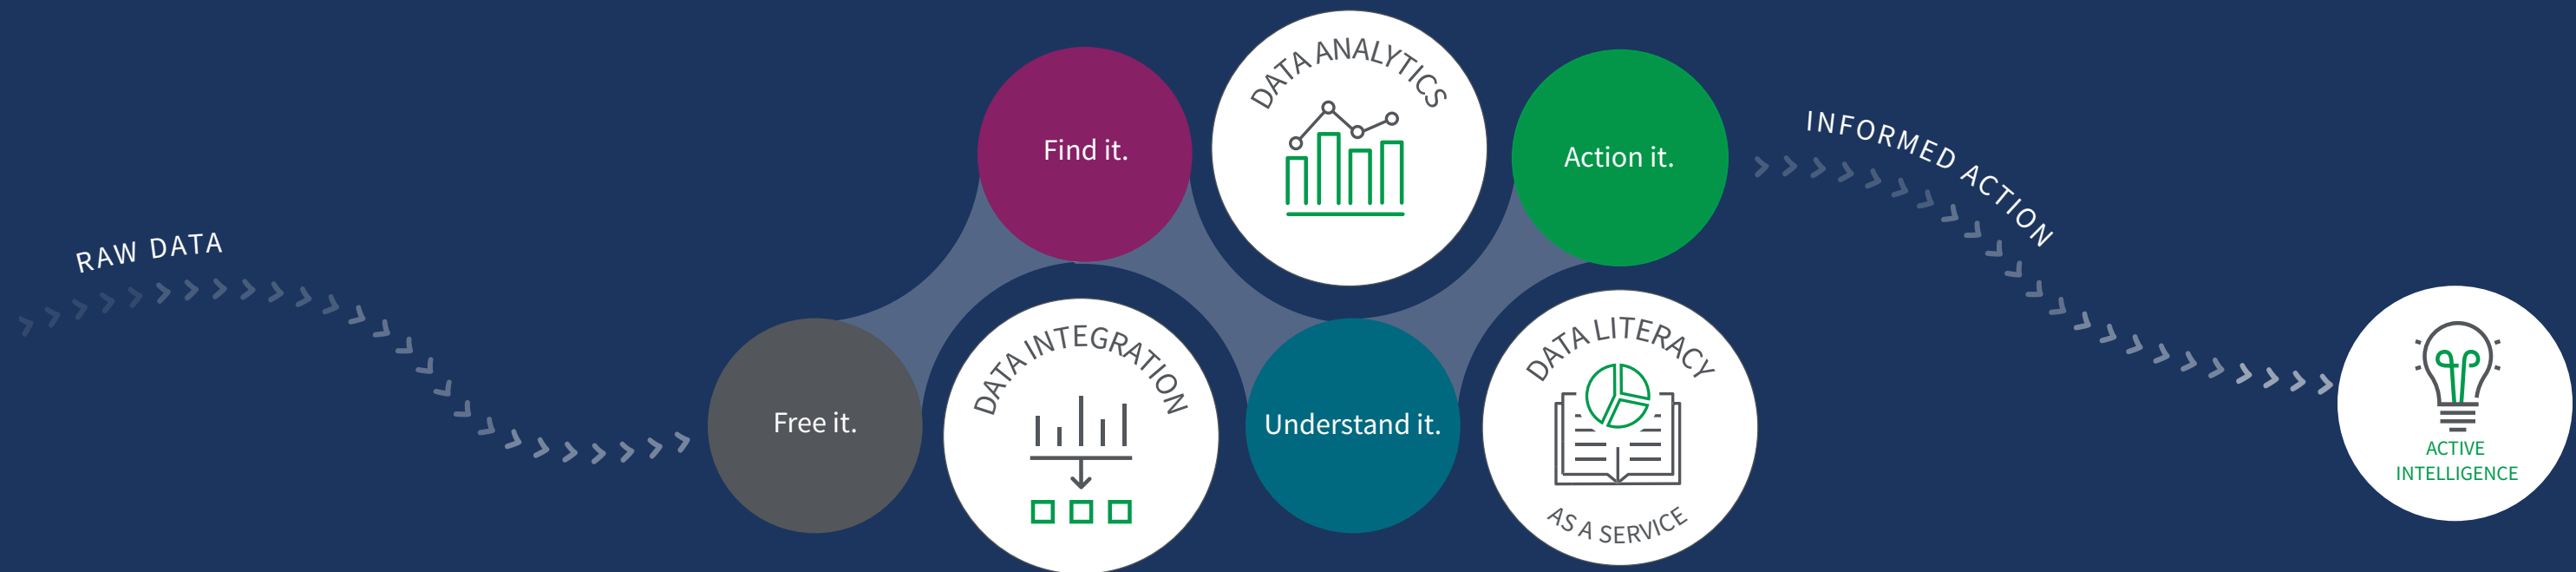 RAW DATA
Free it.
Find it.
DATA INTEGRATION
DATA ANALYTICS
Understand it.
Action it.
DATA LITERACY
AS A SERVICE
INFORMED ACTION
ACTIVE
INTELLIGENCE